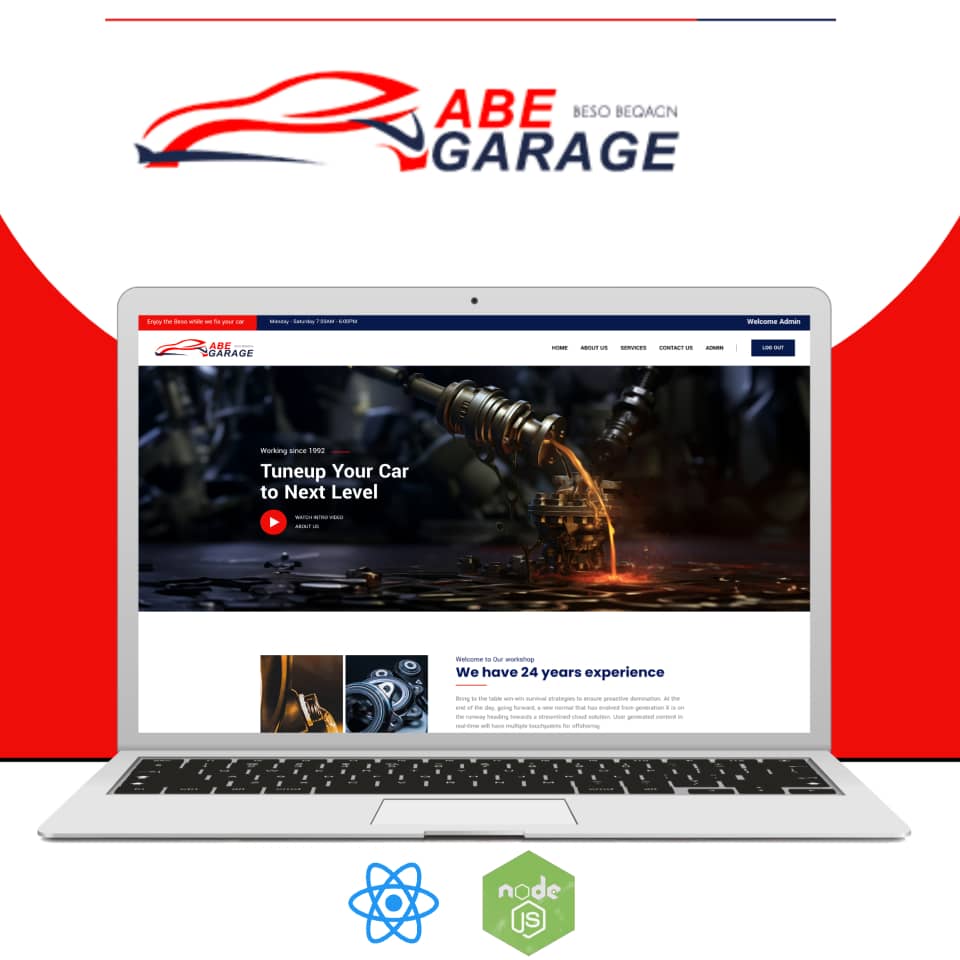 ABE
BESO BEQACN
GARAGE
Enjoy the Beso while we fix your car
Monday - Saturday 7:00AM - 6:00PM
Welcome Admin
ABE
GARAGE
HOME
ABOUT US
SERVICES
CONTACT US
ADMIN
LOG OUT
Working since 1992
Tuneup Your Car
to Next Level
WATCH INTRO VIDEO
ABOUT US
Welcome to Our workshop
We have 24 years experience
Bring to the table win-win survival strategies to ensure proactive domination. At the
end of the day, going forward, a new normal that has evolved from generation X is on
the runway heading towards a streamlined cloud solution. User generated content in
real-time will have multiple touchpoints for offshoring.
node
JS